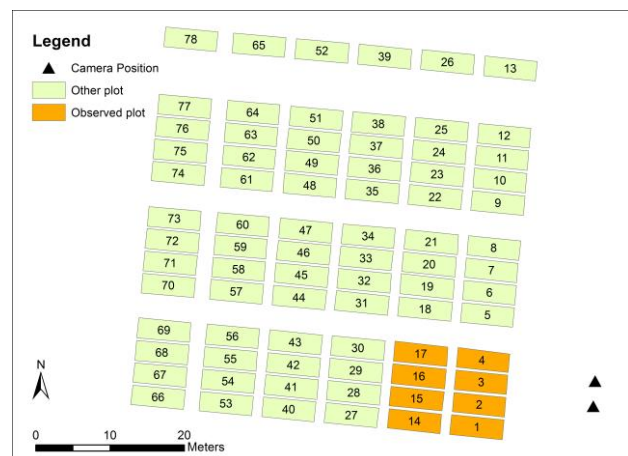 Legend
Camera Position
Other plot
Observed plot
78 65 52 39 26 13
77 64 51 38 25 12
76 63 50 37 24 11
75 62 49 36 23 10
74 61 48 35 22 9
73 60 47 34 21 8
72 59 46 33 20 7
71 58 45 32 19 6
70 57 44 31 18 5
69 56 43 30 17 4
68 55 42 29 16 3
67 54 41 28 15 2
66 53 40 27 14 1
N
0 10 20
Meters